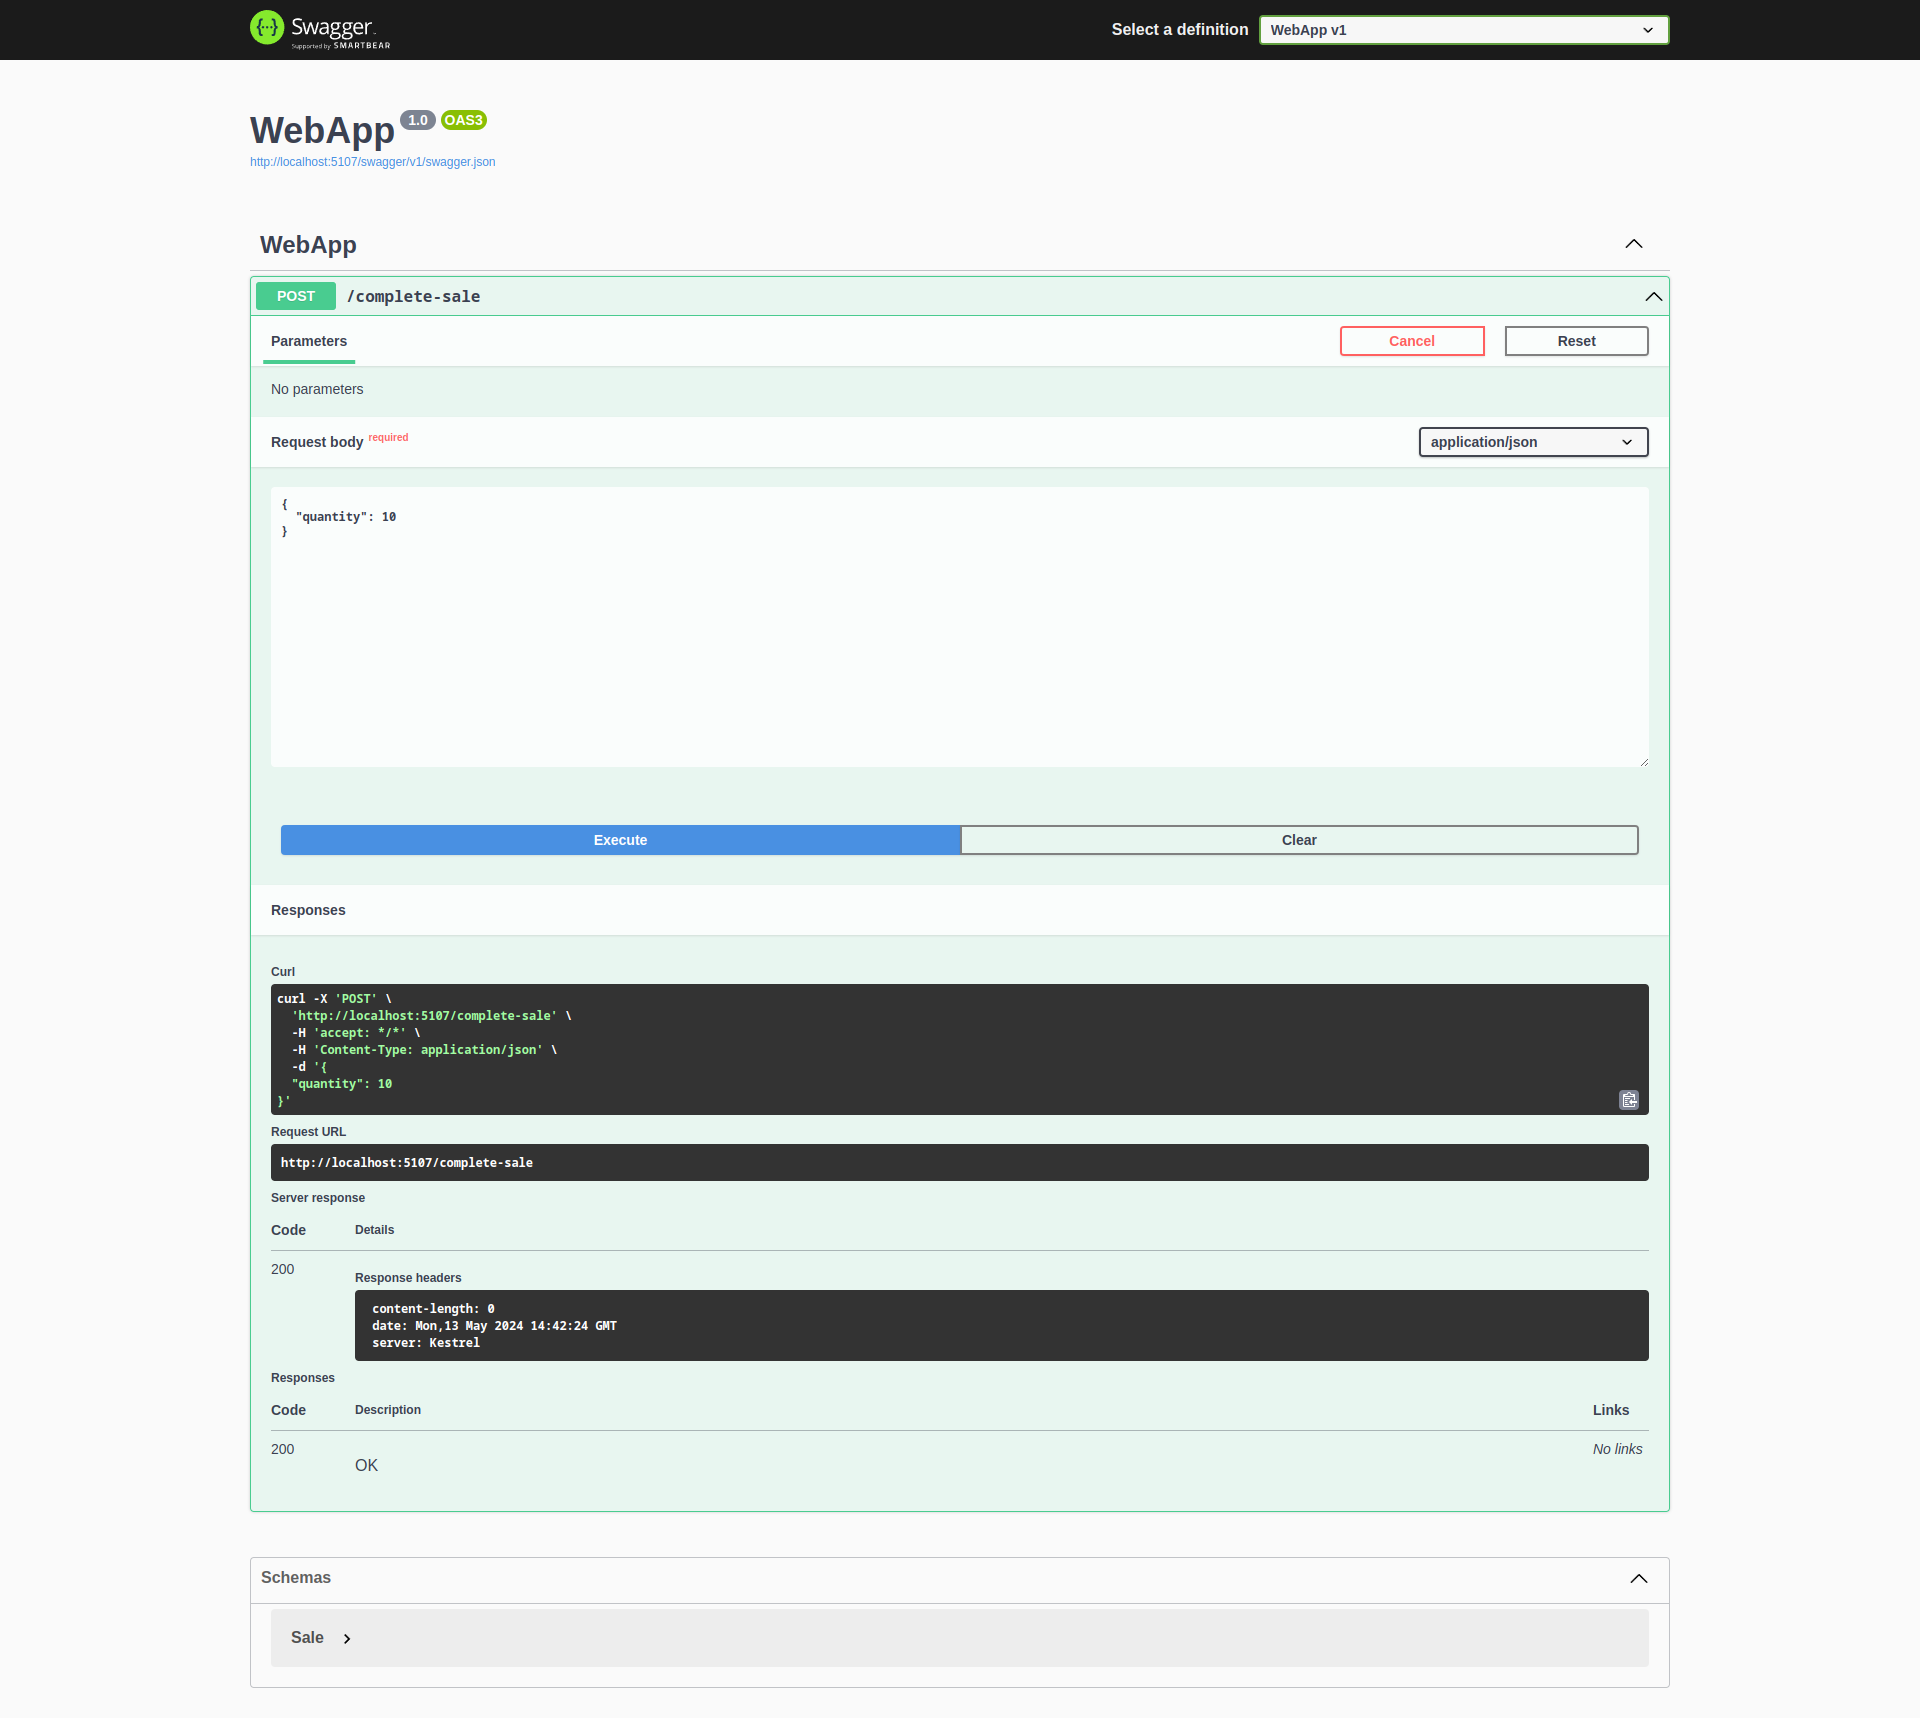 {··} Swagger
Supported by SMARTBEAR
Select a definition
WebApp v1
WebApp 1.0 OAS3
http://localhost:5107/swagger/v1/swagger.json
WebApp
POST /complete-sale
Parameters
Cancel
Reset
No parameters
Request body required
application/json
{
  "quantity": 10
}
Execute
Clear
Responses
Curl
curl -X 'POST' \
  'http://localhost:5107/complete-sale' \
  -H 'accept: */*' \
  -H 'Content-Type: application/json' \
  -d '{
  "quantity": 10
}'
Request URL
http://localhost:5107/complete-sale
Server response
Code Details
200
Response headers
content-length: 0
date: Mon,13 May 2024 14:42:24 GMT
server: Kestrel
Responses
Code Description Links
200 No links
OK
Schemas
Sale